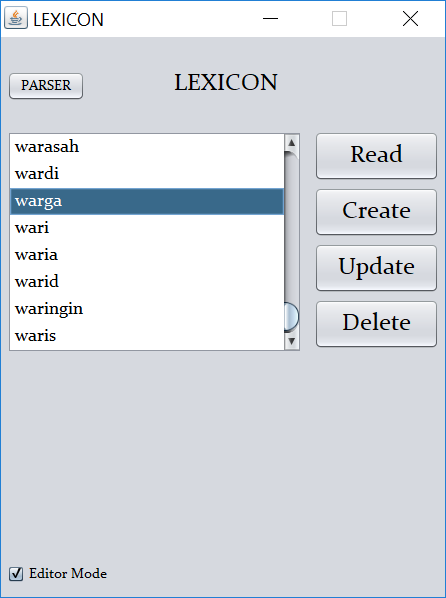 LEXICON
PARSER
LEXICON
warasah
wardi
warga
wari
waria
warid
waringin
waris
Read
Create
Update
Delete
Editor Mode